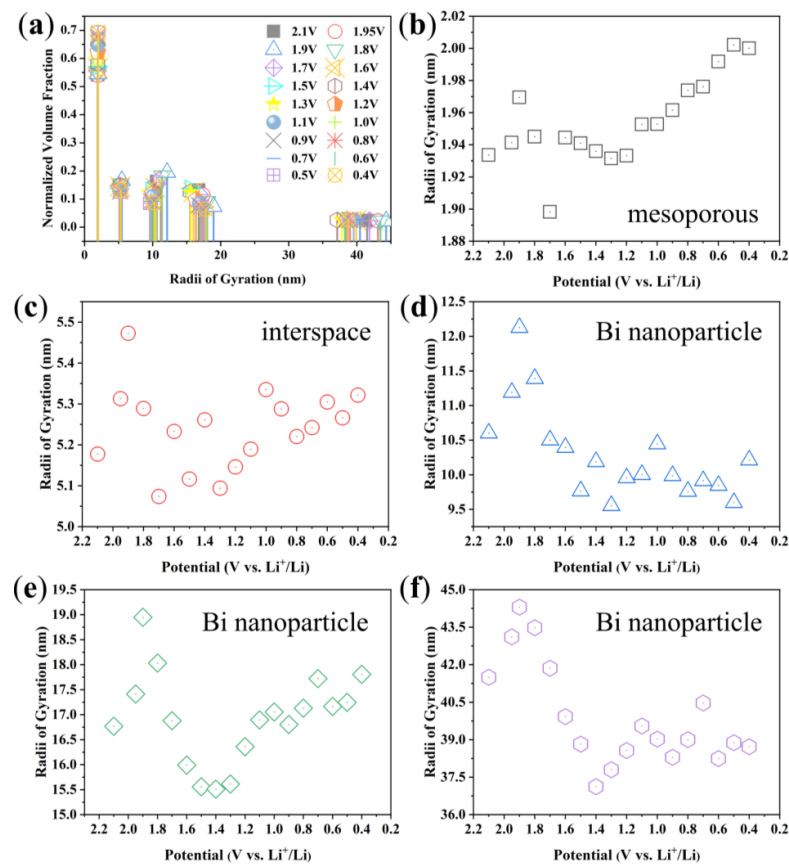 (a)
0.7
0.6
0.5
0.4
0.3
0.2
0.1
0.0
Normalized Volume Fraction
2.1V 1.95V
1.9V 1.8V
1.7V 1.6V
1.5V 1.4V
1.3V 1.2V
1.1V 1.0V
0.9V 0.8V
0.7V 0.6V
0.5V 0.4V
0 10 20 30 40
Radii of Gyration (nm)
(b)
2.02
2.00
1.96
1.94
1.90
1.88
Radii of Gyration (nm)
mesoporous
2.2 2.0 1.8 1.6 1.4 1.2 1.0 0.8 0.6 0.4 0.2
Potential (V vs. Li⁺/Li)
(c)
5.5
5.4
5.3
5.2
5.1
5.0
Radii of Gyration (nm)
interspace
2.2 2.0 1.8 1.6 1.4 1.2 1.0 0.8 0.6 0.4 0.2
Potential (V vs. Li⁺/Li)
(d)
12.5
12.0
11.5
11.0
10.5
10.0
9.5
Radii of Gyration (nm)
Bi nanoparticle
2.2 2.0 1.8 1.6 1.4 1.2 1.0 0.8 0.6 0.4 0.2
Potential (V vs. Li⁺/Li)
(e)
19.5
19.0
18.5
18.0
17.5
17.0
16.5
16.0
15.5
15.0
Radii of Gyration (nm)
Bi nanoparticle
2.2 2.0 1.8 1.6 1.4 1.2 1.0 0.8 0.6 0.4 0.2
Potential (V vs. Li⁺/Li)
(f)
45.0
43.5
42.0
40.5
39.0
37.5
36.0
Radii of Gyration (nm)
Bi nanoparticle
2.2 2.0 1.8 1.6 1.4 1.2 1.0 0.8 0.6 0.4 0.2
Potential (V vs. Li⁺/Li)